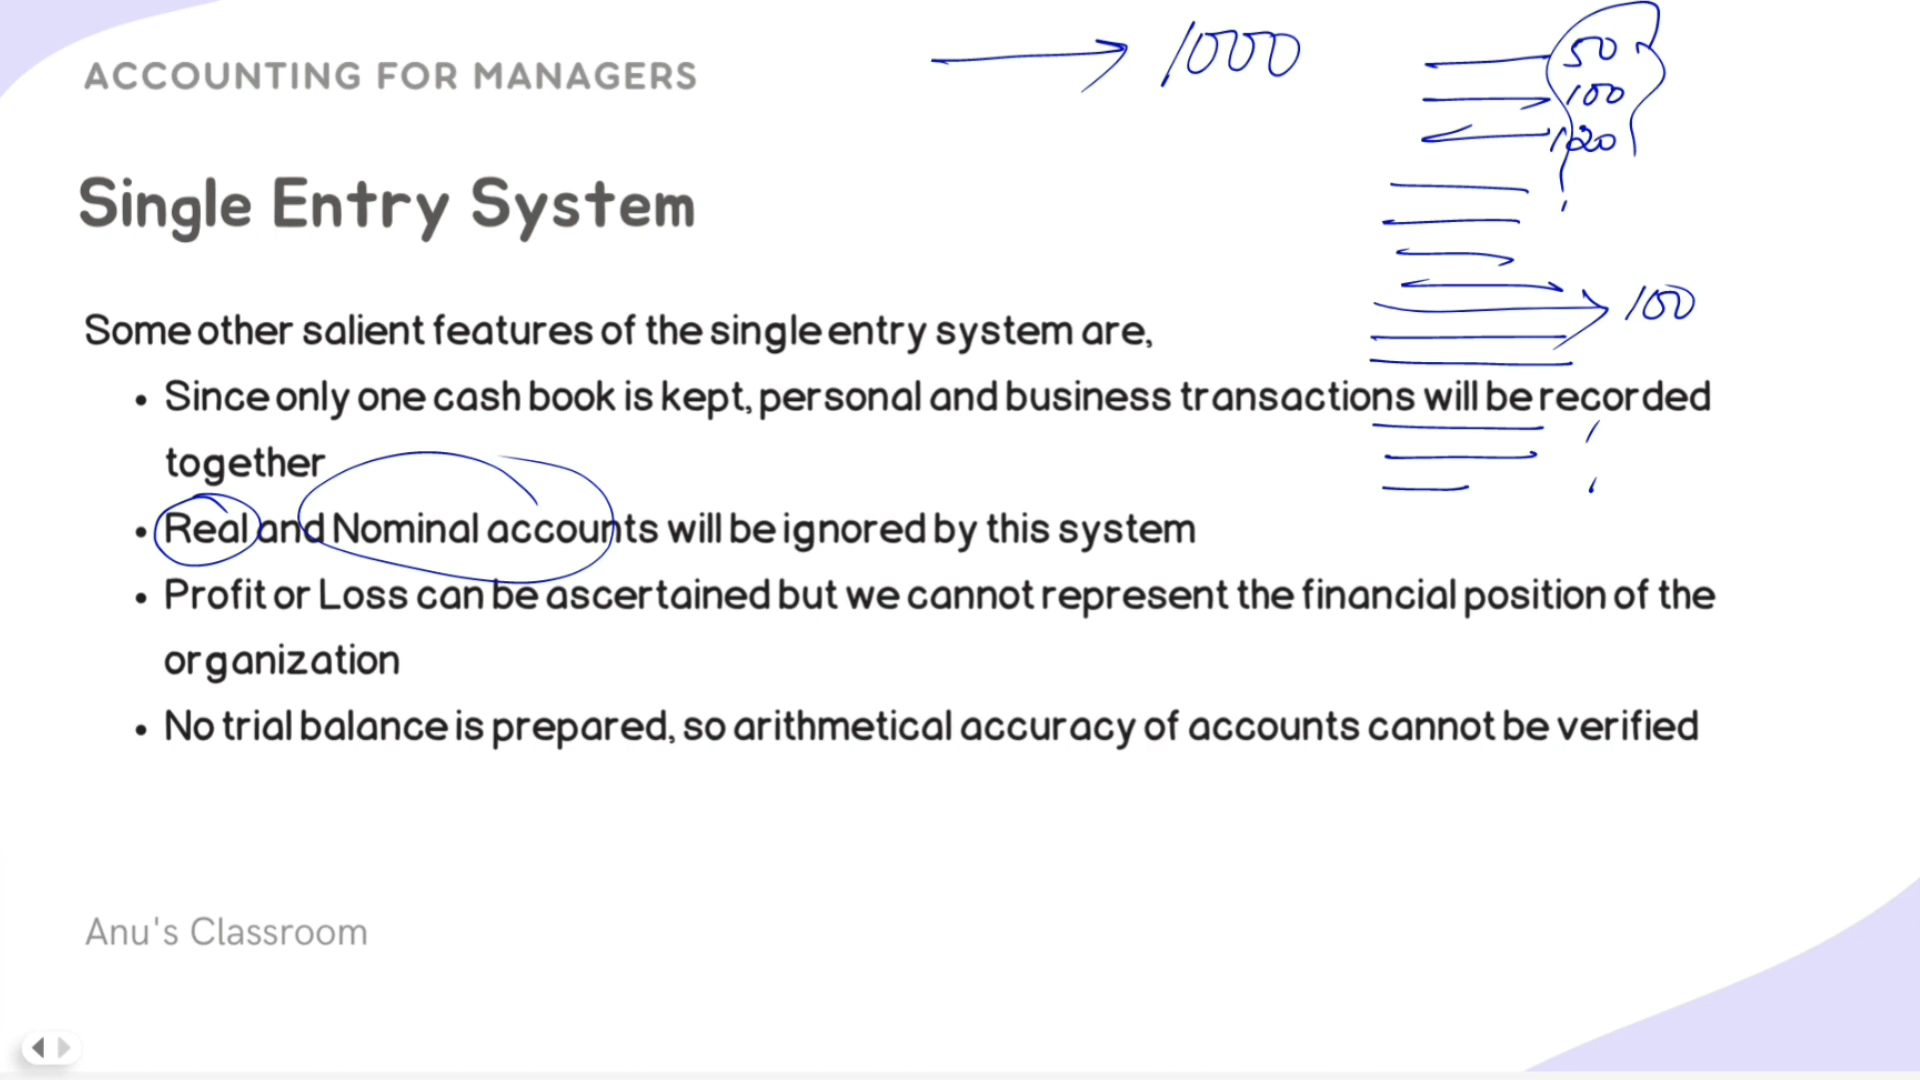 ACCOUNTING FOR MANAGERS
1000
50
100
120
Single Entry System
100
Some other salient features of the single entry system are,
• Since only one cash book is kept, personal and business transactions will be recorded
together
• Real and Nominal accounts will be ignored by this system
• Profit or Loss can be ascertained but we cannot represent the financial position of the
organization
• No trial balance is prepared, so arithmetical accuracy of accounts cannot be verified
Anu's Classroom